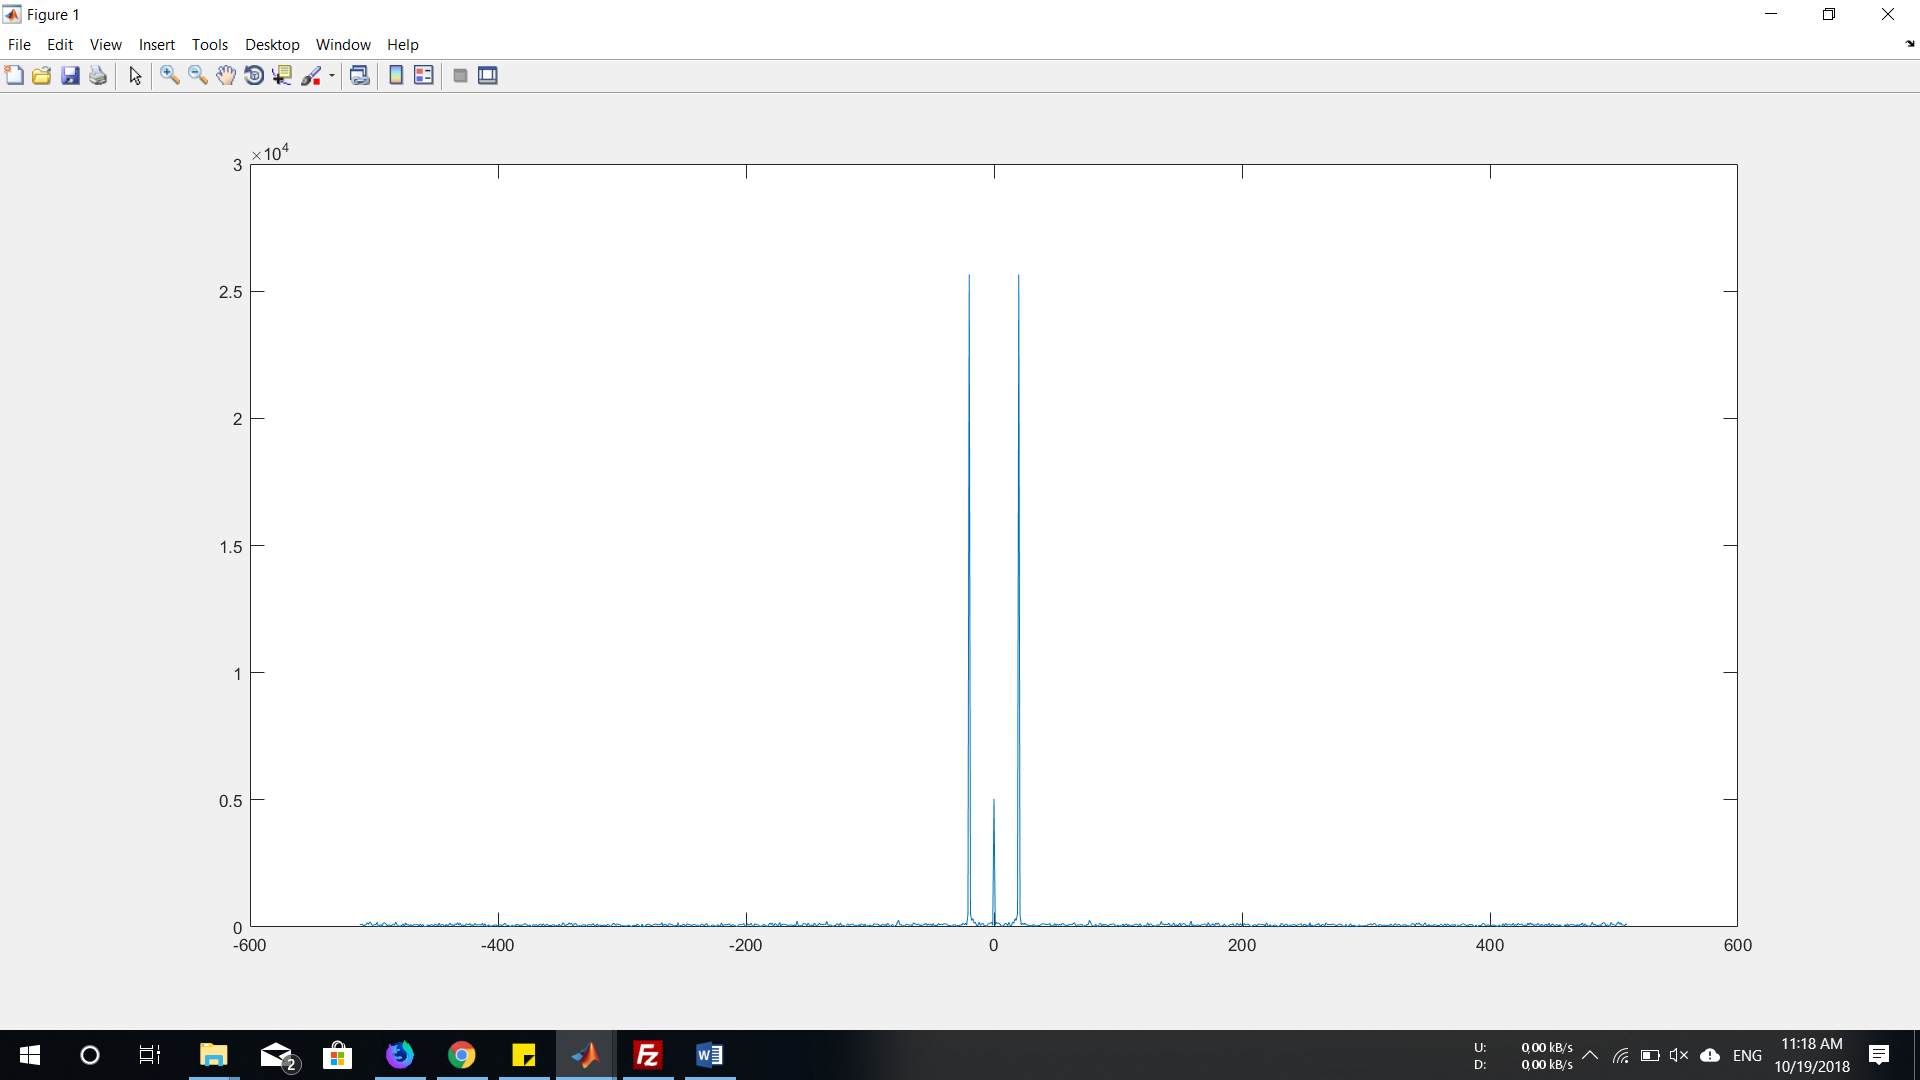 Figure 1
File Edit View Insert Tools Desktop Window Help
×10⁴
3
2.5
2
1.5
1
0.5
0
-600 -400 -200 0 200 400 600
2
Fz
W
U: 0,00 kB/s
D: 0,00 kB/s
ENG
11:18 AM
10/19/2018